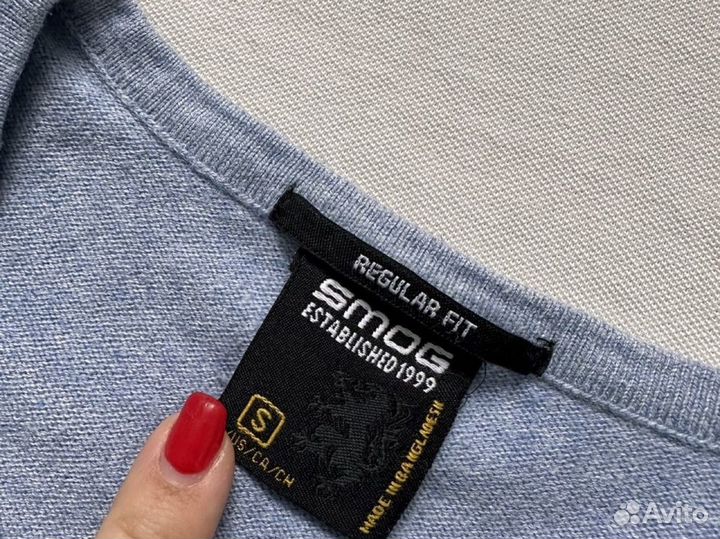 REGULAR FIT
SMOG
ESTABLISHED 1999
S
/US/CA/CH
MADE IN BANGLADESH
Avito